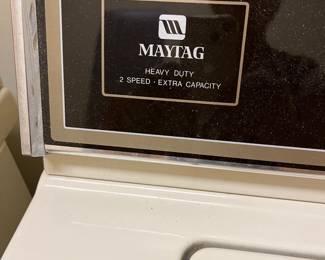 MAYTAG
HEAVY DUTY
2 SPEED · EXTRA CAPACITY